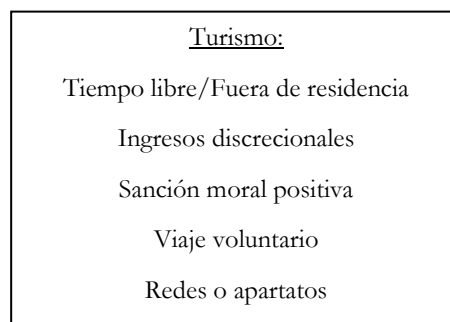 Turismo:
Tiempo libre/Fuera de residencia
Ingresos discrecionales
Sanción moral positiva
Viaje voluntario
Redes o apartatos